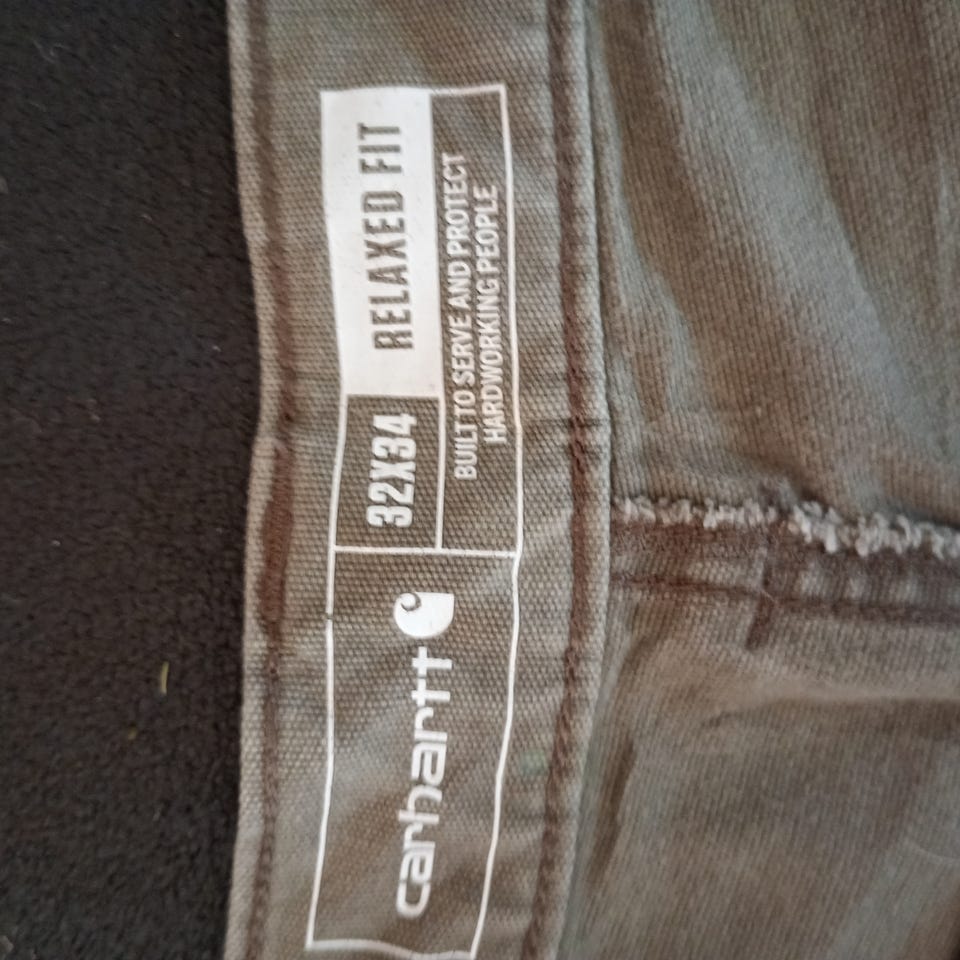 carhartt
32X34
RELAXED FIT
BUILT TO SERVE AND PROTECT
HARDWORKING PEOPLE